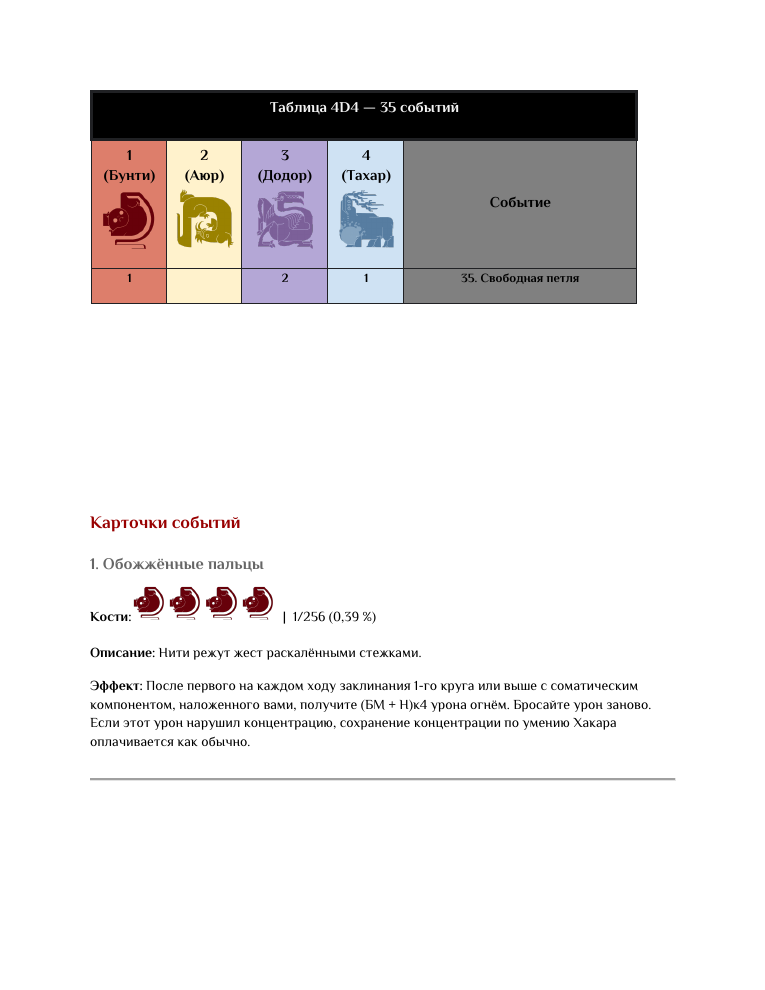 Таблица 4D4 — 35 событий
1 (Бунти)
2 (Аюр)
3 (Додор)
4 (Тахар)
Событие
1 2 1 35. Свободная петля
Карточки событий
1. Обожжённые пальцы
Кости: | 1/256 (0,39 %)
Описание: Нити режут жест раскалёнными стежками.
Эффект: После первого на каждом ходу заклинания 1-го круга или выше с соматическим
компонентом, наложенного вами, получите (БМ + Н)к4 урона огнём. Бросайте урон заново.
Если этот урон нарушил концентрацию, сохранение концентрации по умению Хакара
оплачивается как обычно.